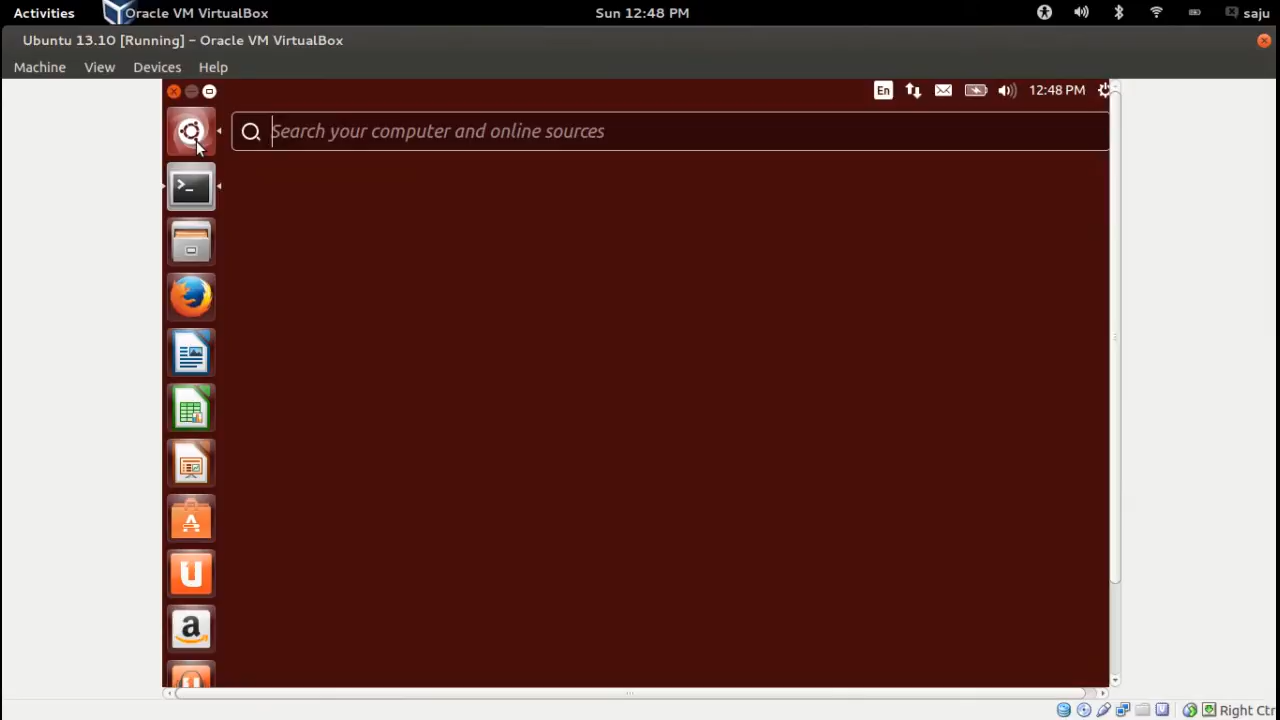 Activities Oracle VM VirtualBox Sun 12:48 PM saju
Ubuntu 13.10 [Running] – Oracle VM VirtualBox
Machine View Devices Help
En 12:48 PM
Search your computer and online sources
>_
A
U
a
U
Right Ctr